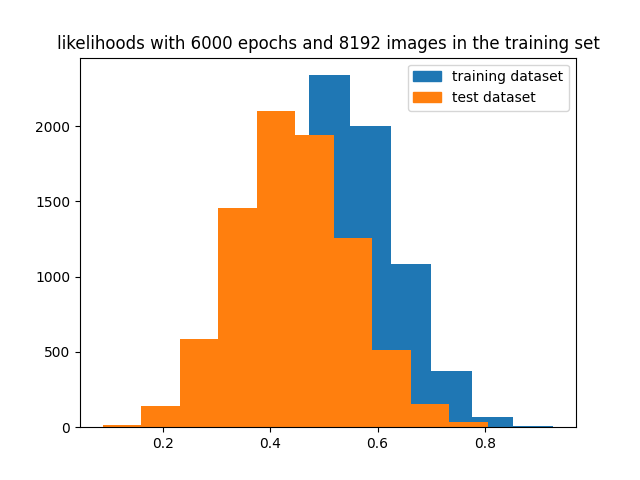 likelihoods with 6000 epochs and 8192 images in the training set
training dataset
test dataset
2000
1500
1000
500
0
0.2 0.4 0.6 0.8